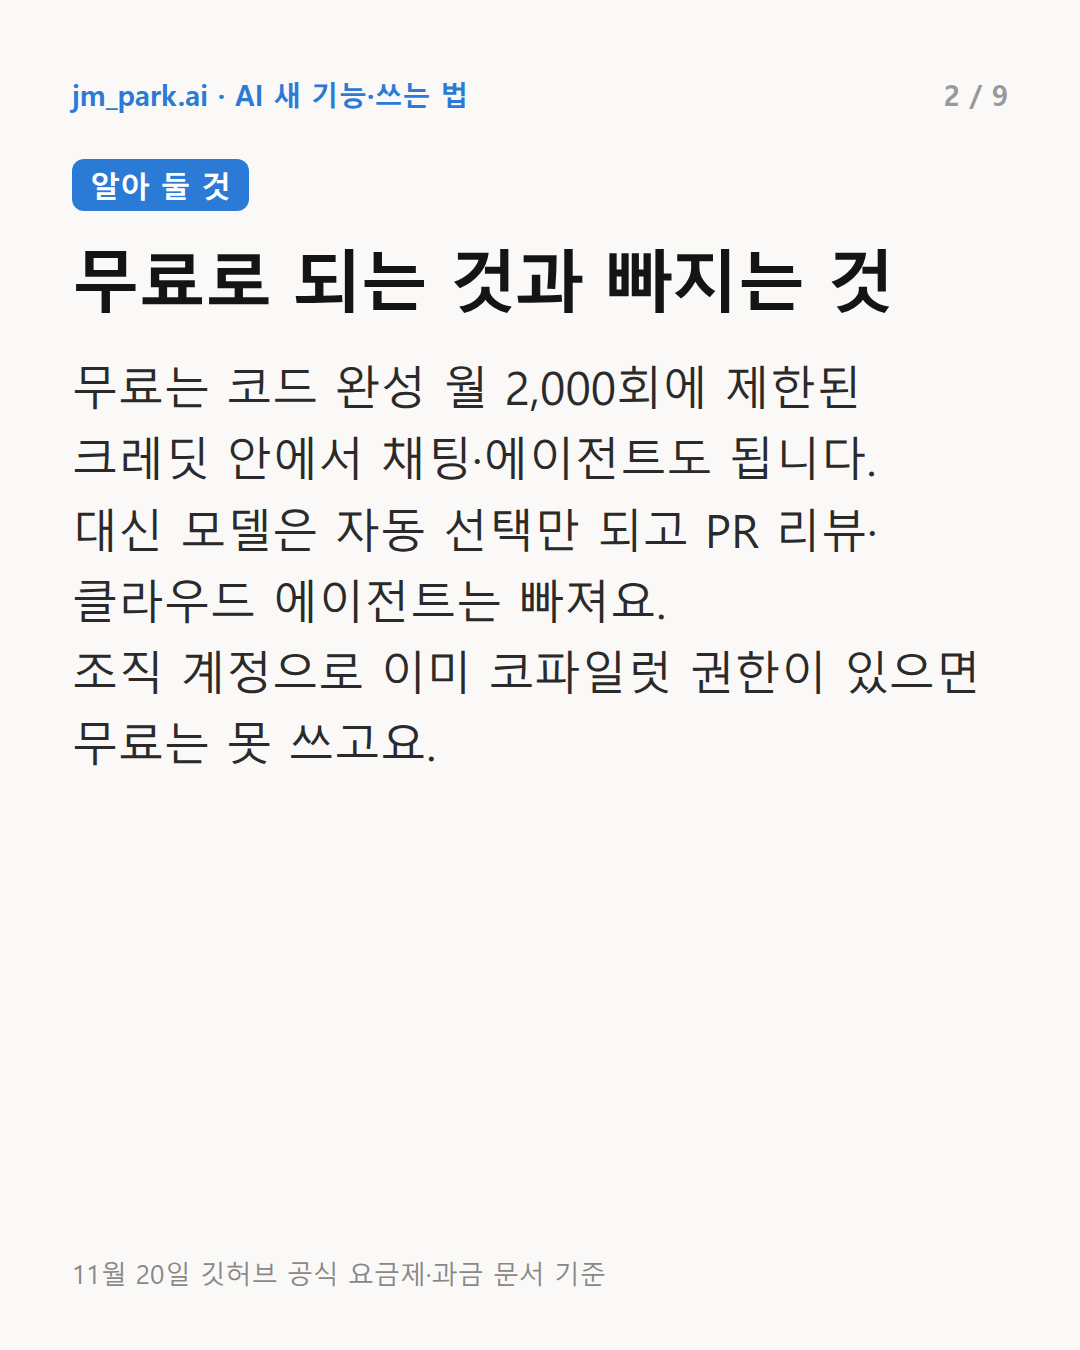 jm_park.ai · AI 새 기능·쓰는 법
2 / 9
알아 둘 것
무료로 되는 것과 빠지는 것
무료는 코드 완성 월 2,000회에 제한된
크레딧 안에서 채팅·에이전트도 됩니다.
대신 모델은 자동 선택만 되고 PR 리뷰·
클라우드 에이전트는 빠져요.
조직 계정으로 이미 코파일럿 권한이 있으면
무료는 못 쓰고요.
11월 20일 깃허브 공식 요금제·과금 문서 기준